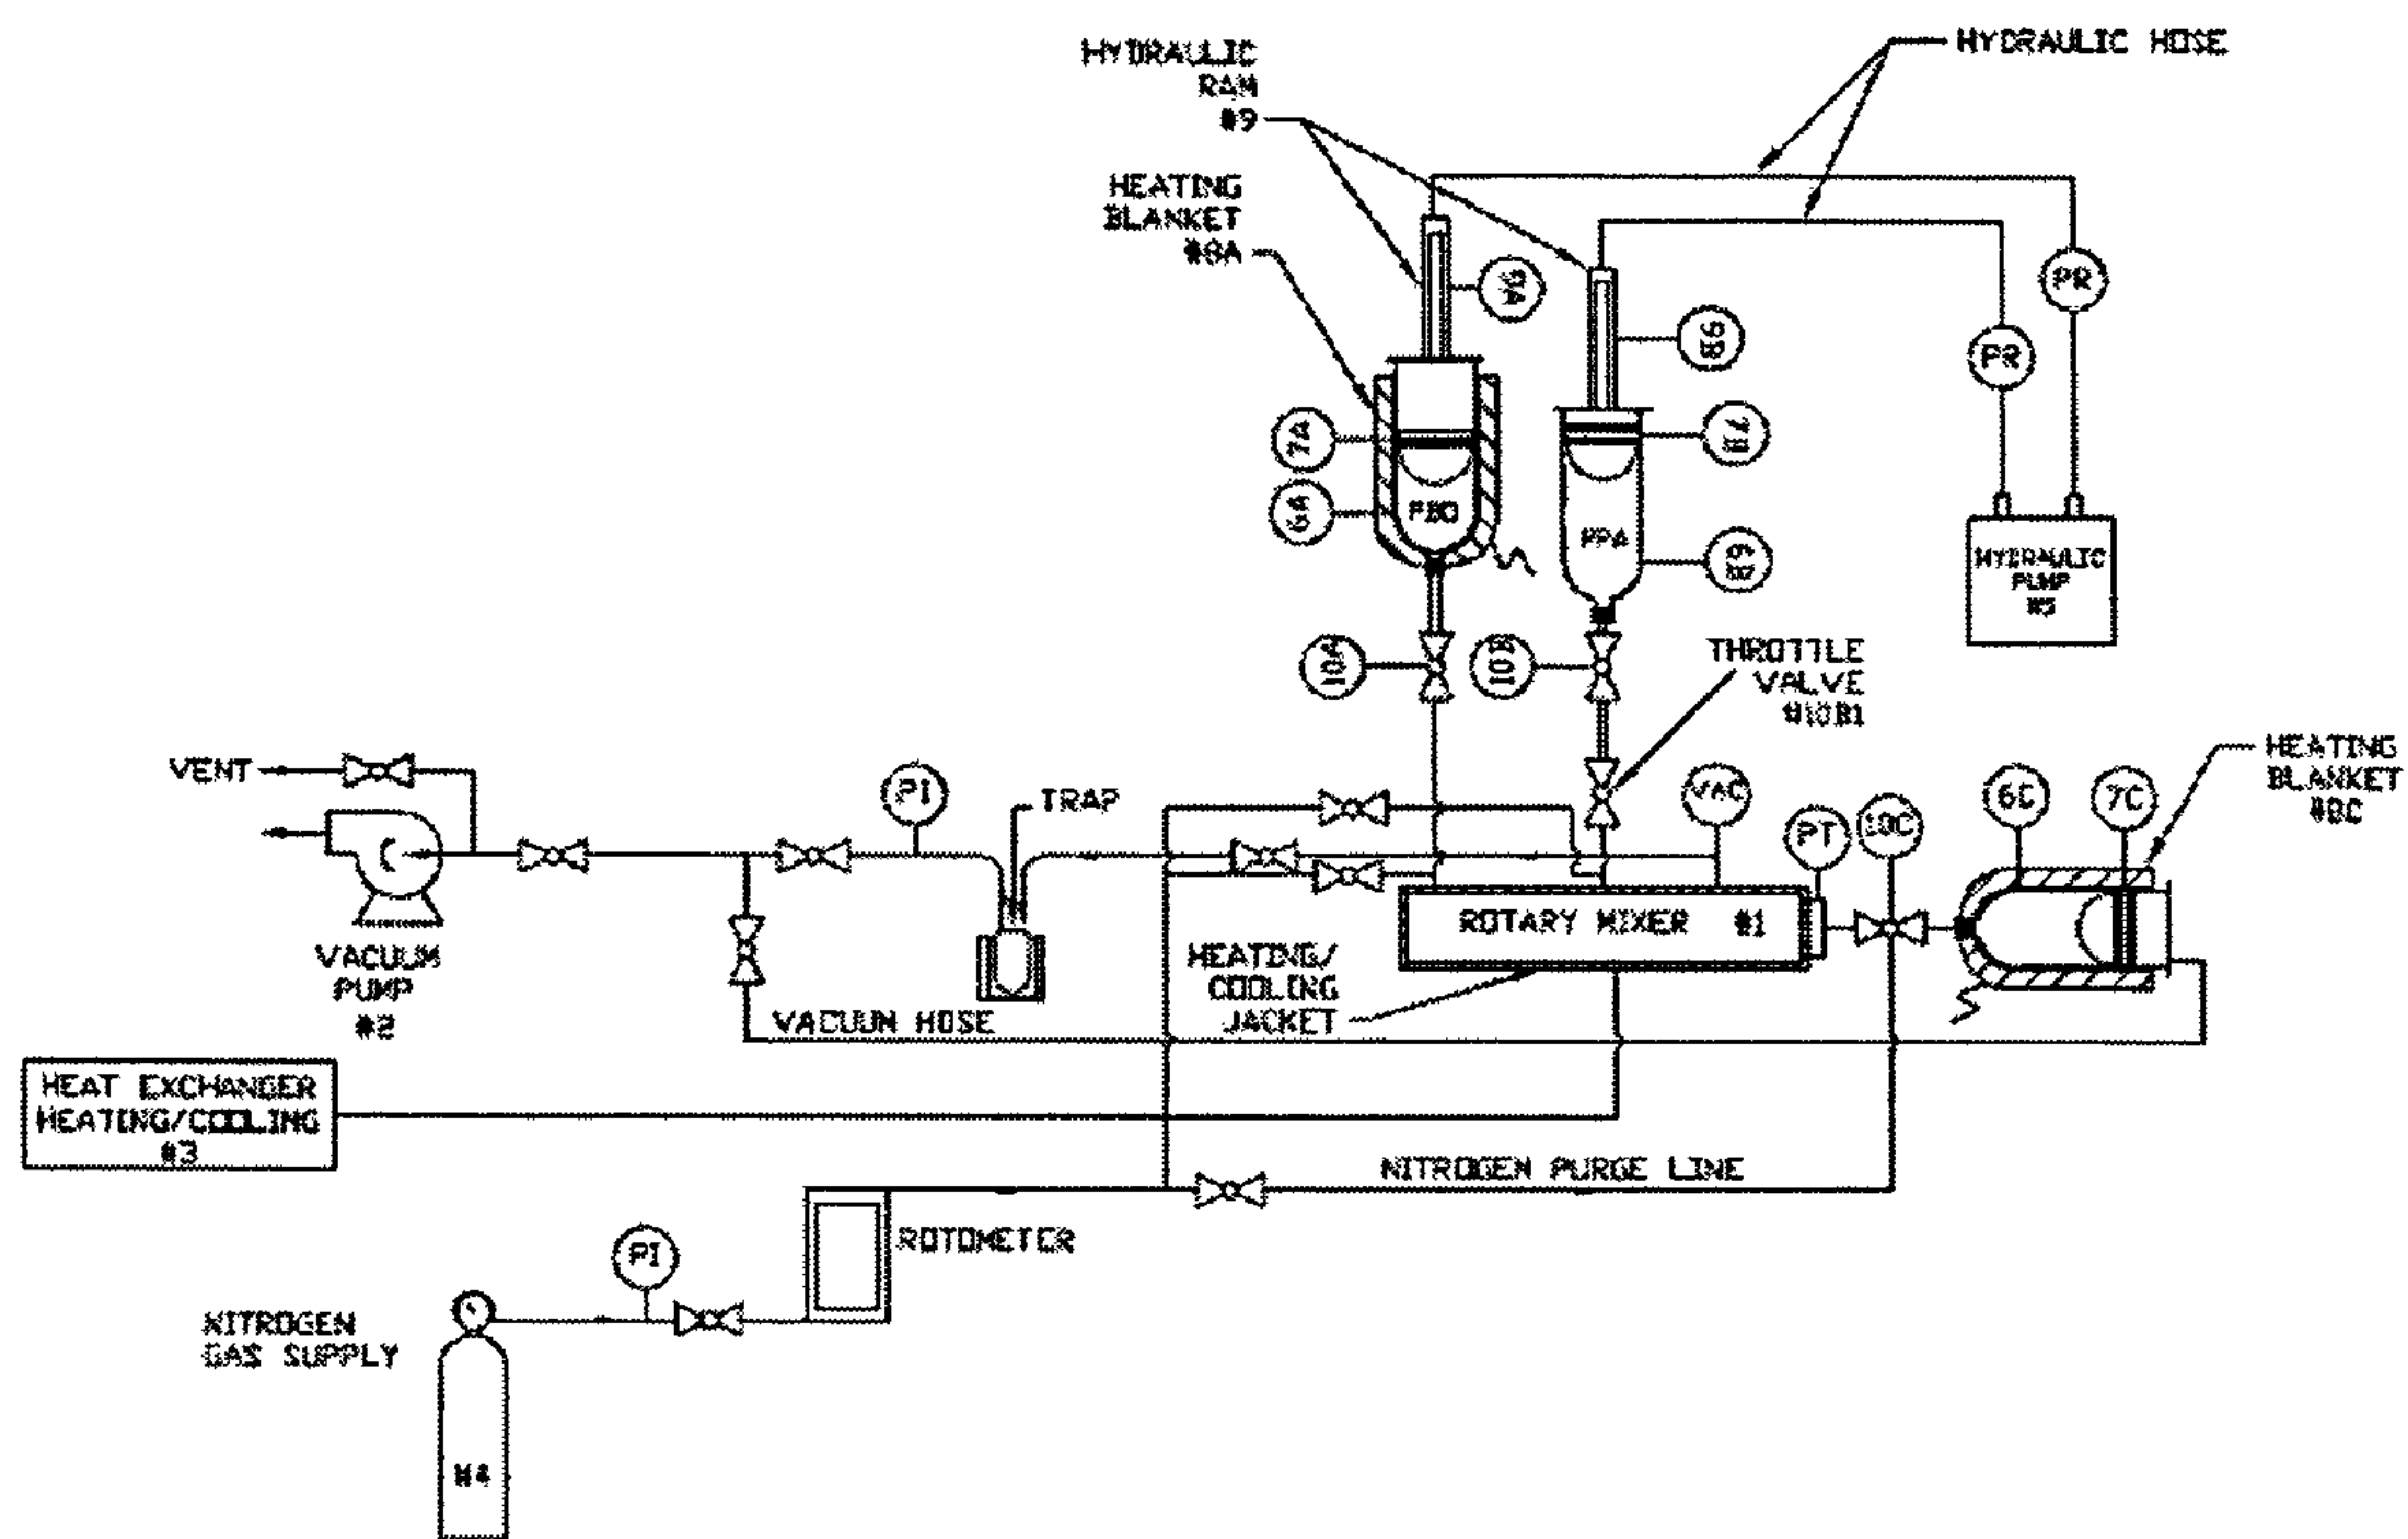 HYDRAULIC HOSE
HYDRAULIC
RAM
#9
HEATING
BLANKET
#8A
9A
PR
9B
PR
7A
7B
6A
PPA
6B
HYDRAULIC
PUMP
#5
10A
10B
THROTTLE
VALVE
#10B1
VENT
PI
TRAP
VAC
6C
7C
HEATING
BLANKET
#8C
PT
10C
ROTARY MIXER #1
VACUUM
PUMP
#2
HEATING/
COOLING
JACKET
VACUUM HOSE
HEAT EXCHANGER
HEATING/COOLING
#3
NITROGEN PURGE LINE
ROTOMETER
PI
NITROGEN
GAS SUPPLY
#4